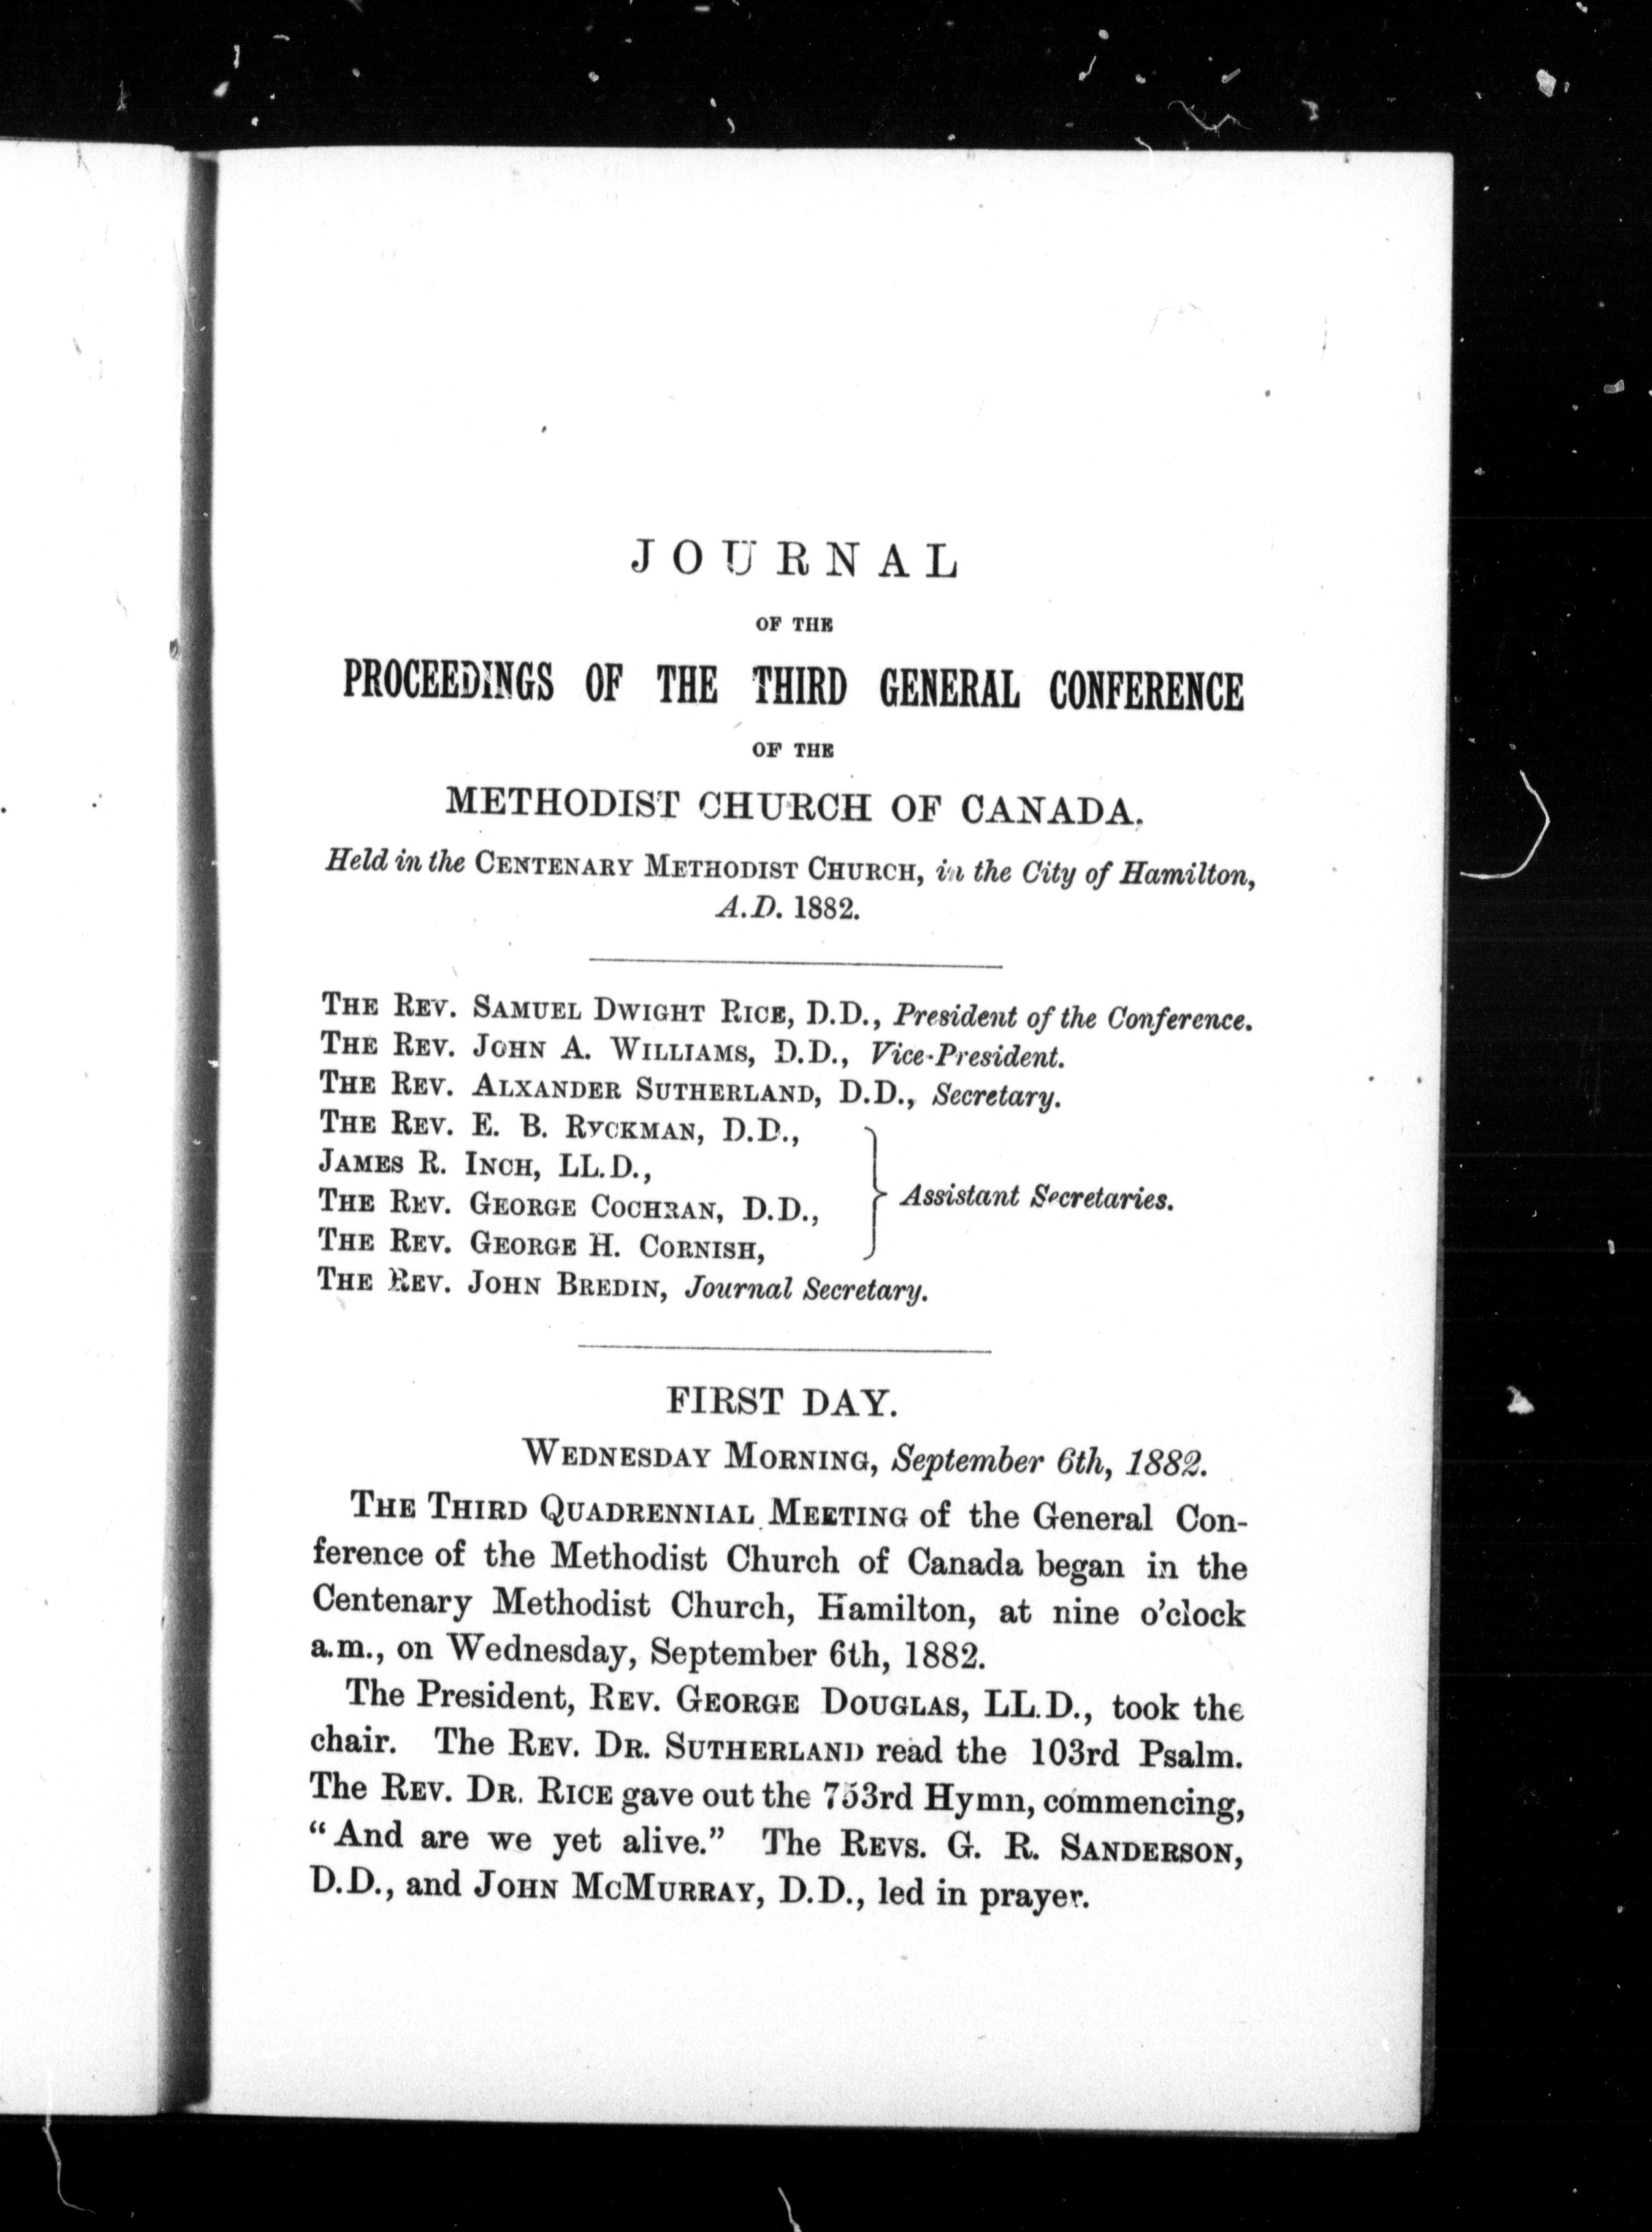 JOURNAL
OF THE
PROCEEDINGS OF THE THIRD GENERAL CONFERENCE
OF THE
METHODIST CHURCH OF CANADA.
Held in the CENTENARY METHODIST CHURCH, in the City of Hamilton,
A.D. 1882.
THE REV. SAMUEL DWIGHT RICE, D.D., President of the Conference.
THE REV. JOHN A. WILLIAMS, D.D., Vice-President.
THE REV. ALXANDER SUTHERLAND, D.D., Secretary.
THE REV. E. B. RYCKMAN, D.D.,
JAMES R. INCH, LL.D.,
THE REV. GEORGE COCHRAN, D.D.,
THE REV. GEORGE H. CORNISH,
Assistant Secretaries.
THE REV. JOHN BREDIN, Journal Secretary.
FIRST DAY.
WEDNESDAY MORNING, September 6th, 1882.
THE THIRD QUADRENNIAL MEETING of the General Con-
ference of the Methodist Church of Canada began in the
Centenary Methodist Church, Hamilton, at nine o'clock
a.m., on Wednesday, September 6th, 1882.
The President, REV. GEORGE DOUGLAS, LL.D., took the
chair. The REV. DR. SUTHERLAND read the 103rd Psalm.
The REV. DR. RICE gave out the 753rd Hymn, commencing,
"And are we yet alive." The REVS. G. R. SANDERSON,
D.D., and JOHN MCMURRAY, D.D., led in prayer.